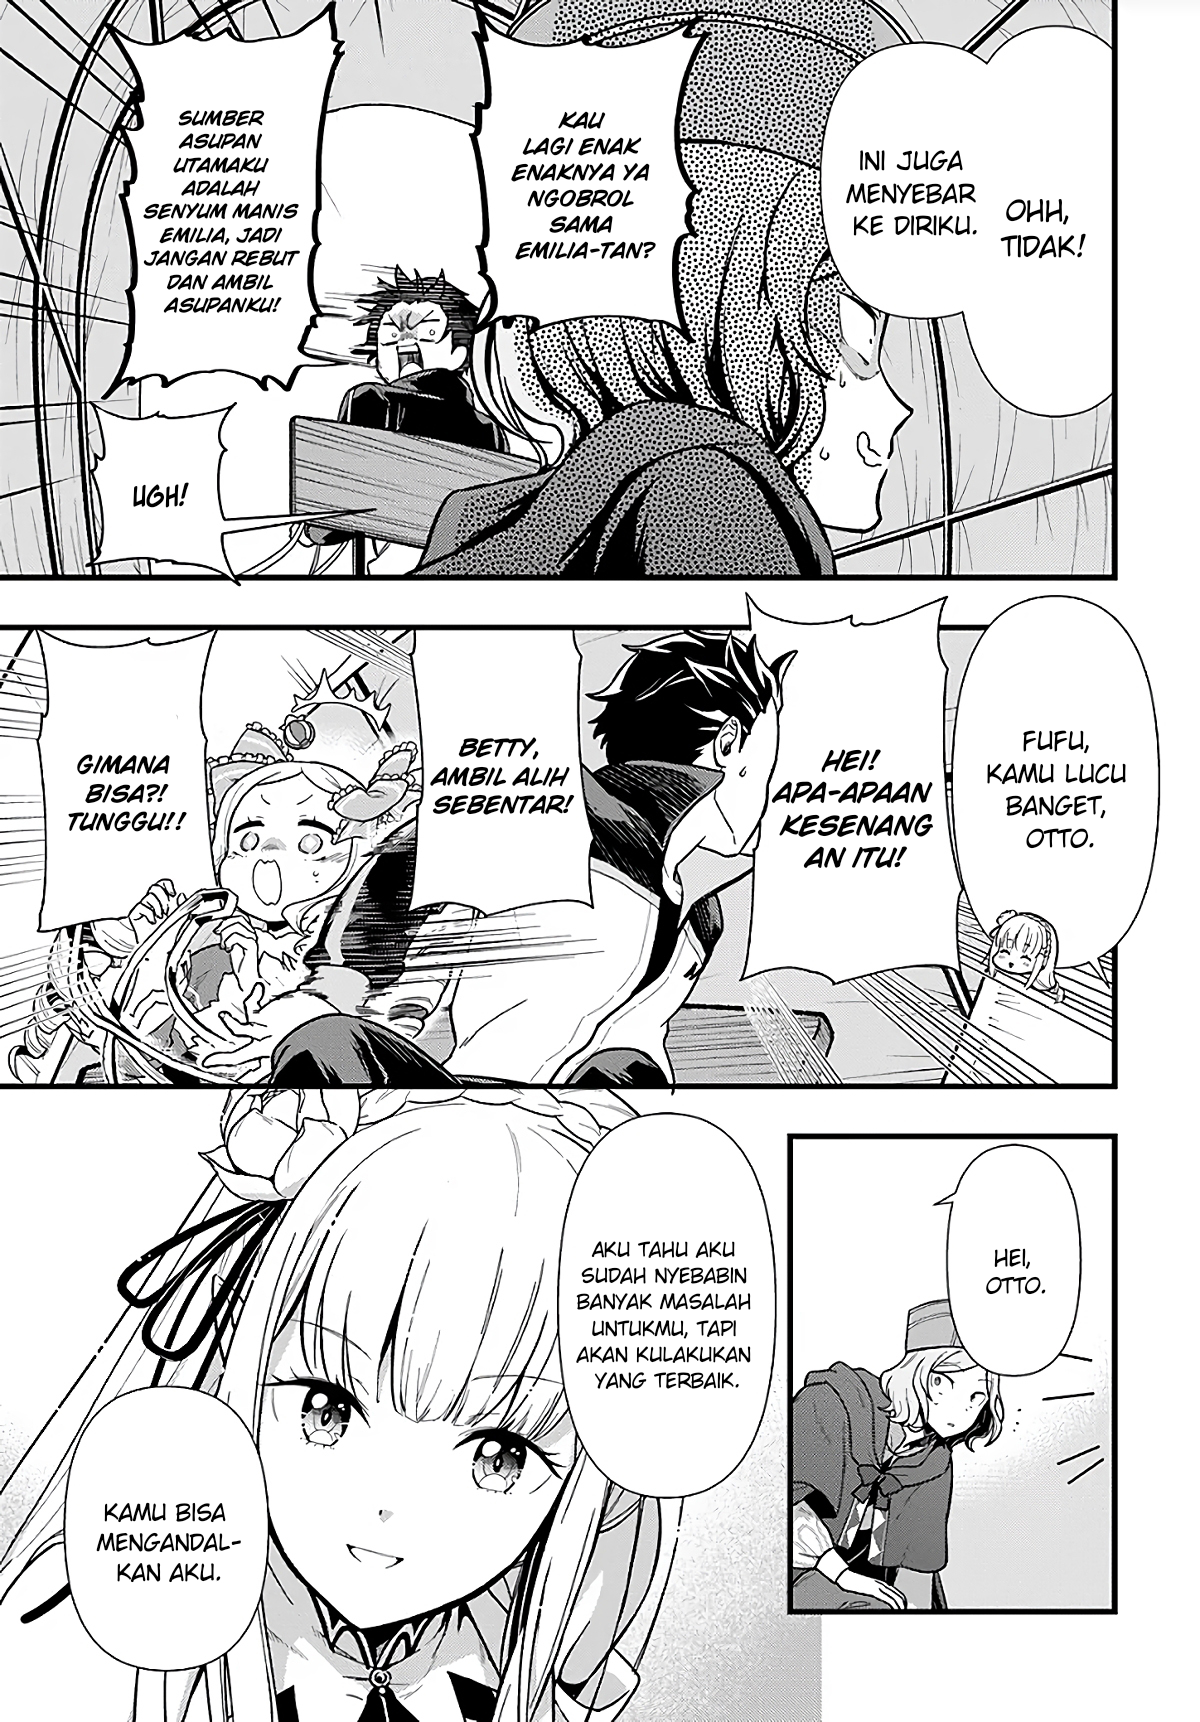 OHH,
TIDAK!
INI JUGA
MENYEBAR
KE DIRIKU.
KAU
LAGI ENAK
ENAKNYA YA
NGOBROL
SAMA
EMILIA-TAN?
SUMBER
ASUPAN
UTAMAKU
ADALAH
SENYUM MANIS
EMILIA, JADI
JANGAN REBUT
DAN AMBIL
ASUPANKU!
UGH!
FUFU,
KAMU LUCU
BANGET,
OTTO.
HEI!
APA-APAAN
KESENANG
AN ITU!
BETTY,
AMBIL ALIH
SEBENTAR!
GIMANA
BISA?!
TUNGGU!!
HEI,
OTTO.
AKU TAHU AKU
SUDAH NYEBABIN
BANYAK MASALAH
UNTUKMU, TAPI
AKAN KULAKUKAN
YANG TERBAIK.
KAMU BISA
MENGANDAL-
KAN AKU.